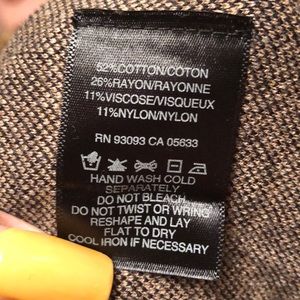 52%COTTON/COTON
26%RAYON/RAYONNE
11%VISCOSE/VISQUEUX
11%NYLON/NYLON
RN 93093 CA 05633
HAND WASH COLD
SEPARATELY
DO NOT BLEACH
DO NOT TWIST OR WRING
RESHAPE AND LAY
FLAT TO DRY
COOL IRON IF NECESSARY